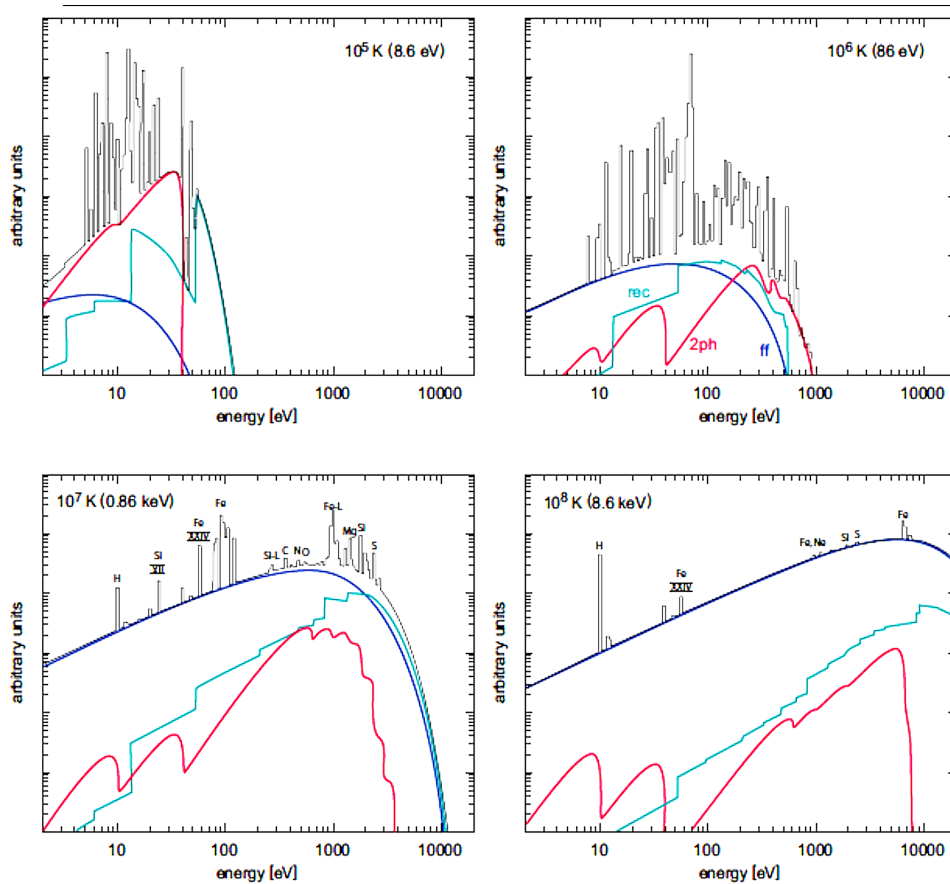 10⁵ K (8.6 eV)
arbitrary units
10 100 1000 10000
energy [eV]
10⁶ K (86 eV)
arbitrary units
rec
2ph
ff
10 100 1000 10000
energy [eV]
10⁷ K (0.86 keV)
arbitrary units
H
Si
VII
Fe
XXIV
Fe
Si-L
C
N
O
Fe-L
Mg
Si
S
10 100 1000 10000
energy [eV]
10⁸ K (8.6 keV)
arbitrary units
H
Fe
XXIV
Fe, Ne
Si
S
Fe
10 100 1000 10000
energy [eV]